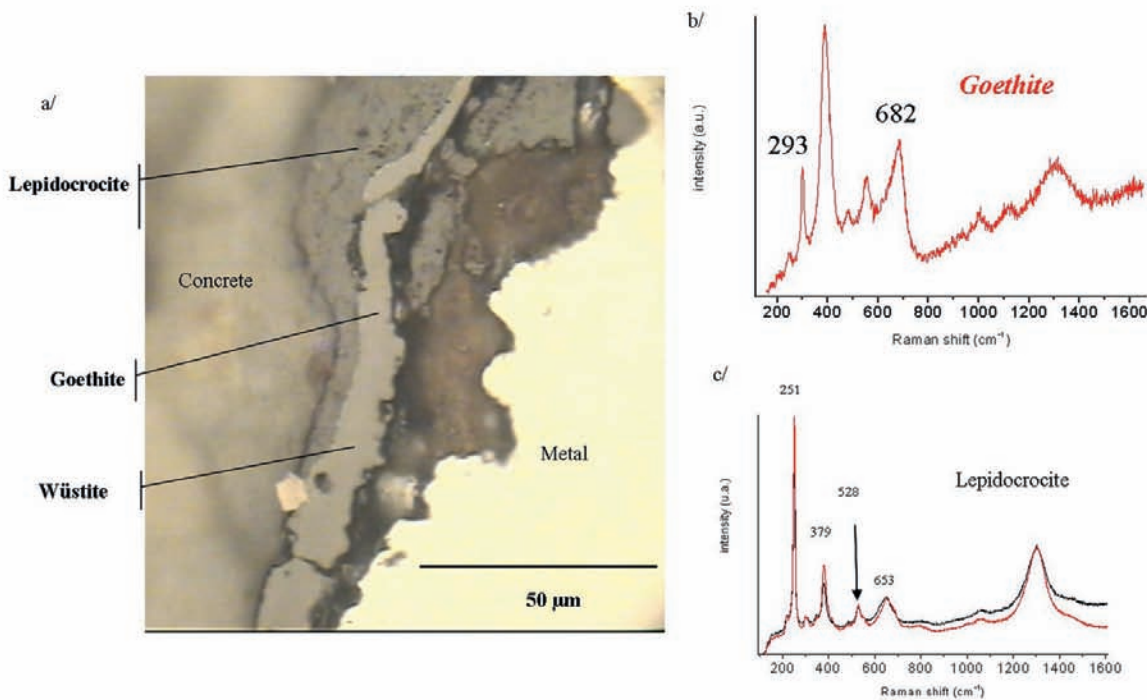 a/
Lepidocrocite
Concrete
Goethite
Wüstite
Metal
50 µm
b/
Goethite
293
682
intensity (a.u.)
200 400 600 800 1000 1200 1400 1600
Raman shift (cm⁻¹)
c/
251
Lepidocrocite
528
379
653
intensity (u.a.)
200 400 600 800 1000 1200 1400 1600
Raman shift (cm⁻¹)